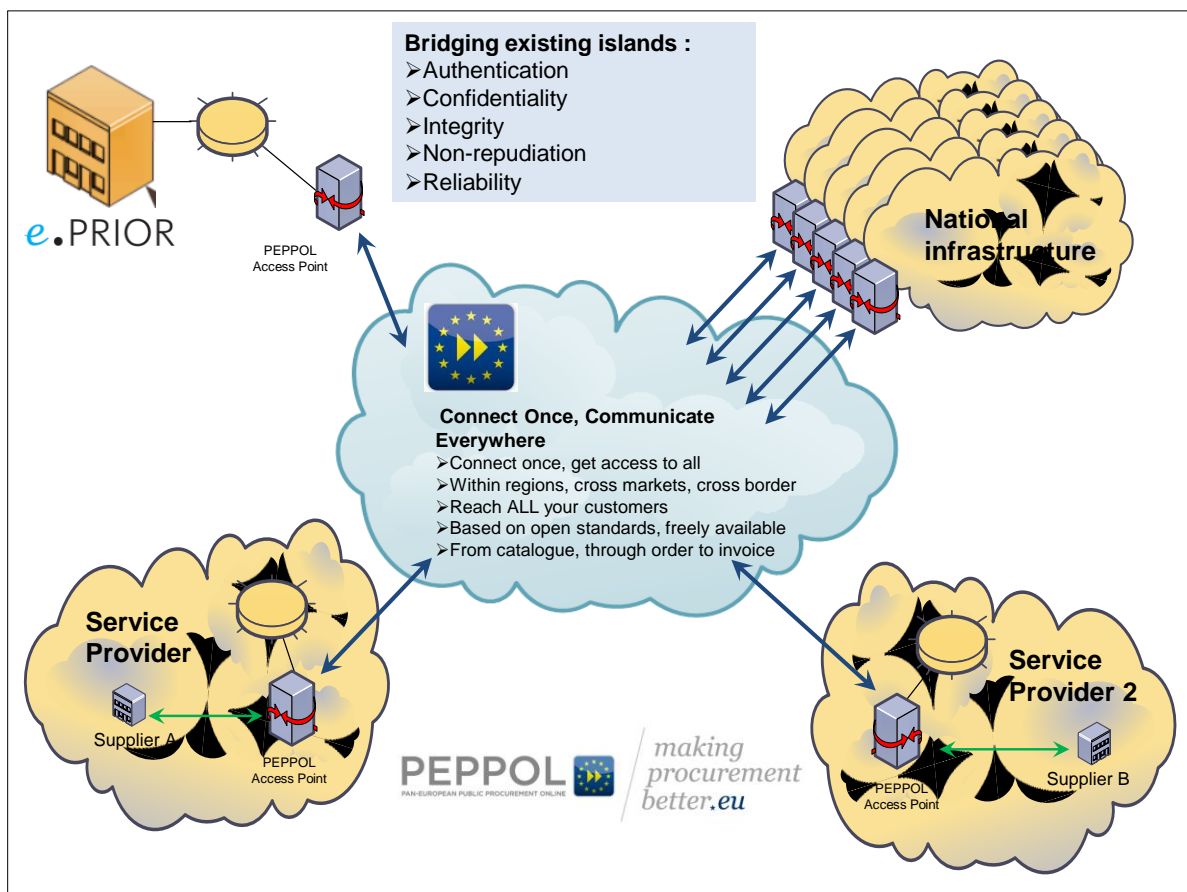 Bridging existing islands :
➢Authentication
➢Confidentiality
➢Integrity
➢Non-repudiation
➢Reliability
e.PRIOR
PEPPOL
Access Point
National
infrastructure
Connect Once, Communicate
Everywhere
➢Connect once, get access to all
➢Within regions, cross markets, cross border
➢Reach ALL your customers
➢Based on open standards, freely available
➢From catalogue, through order to invoice
Service
Provider
Supplier A
PEPPOL
Access Point
Service
Provider 2
PEPPOL
Access Point
Supplier B
PEPPOL
PAN-EUROPEAN PUBLIC PROCUREMENT ONLINE
making
procurement
better.eu